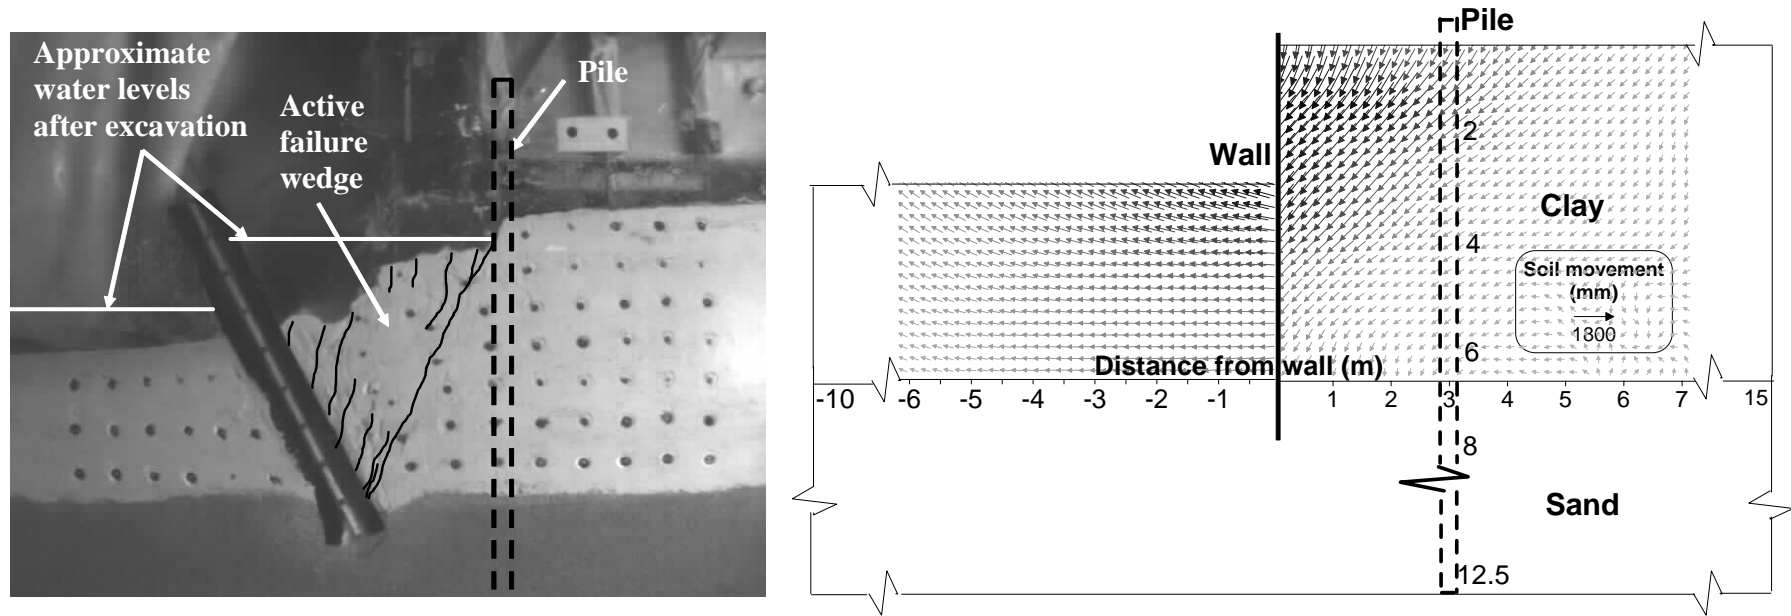 Approximate
water levels
after excavation
Active
failure
wedge
Pile
Pile
Wall
2
Clay
4
Soil movement
(mm)
1800
6
Distance from wall (m)
-10 -6 -5 -4 -3 -2 -1 1 2 3 4 5 6 7 15
8
Sand
12.5